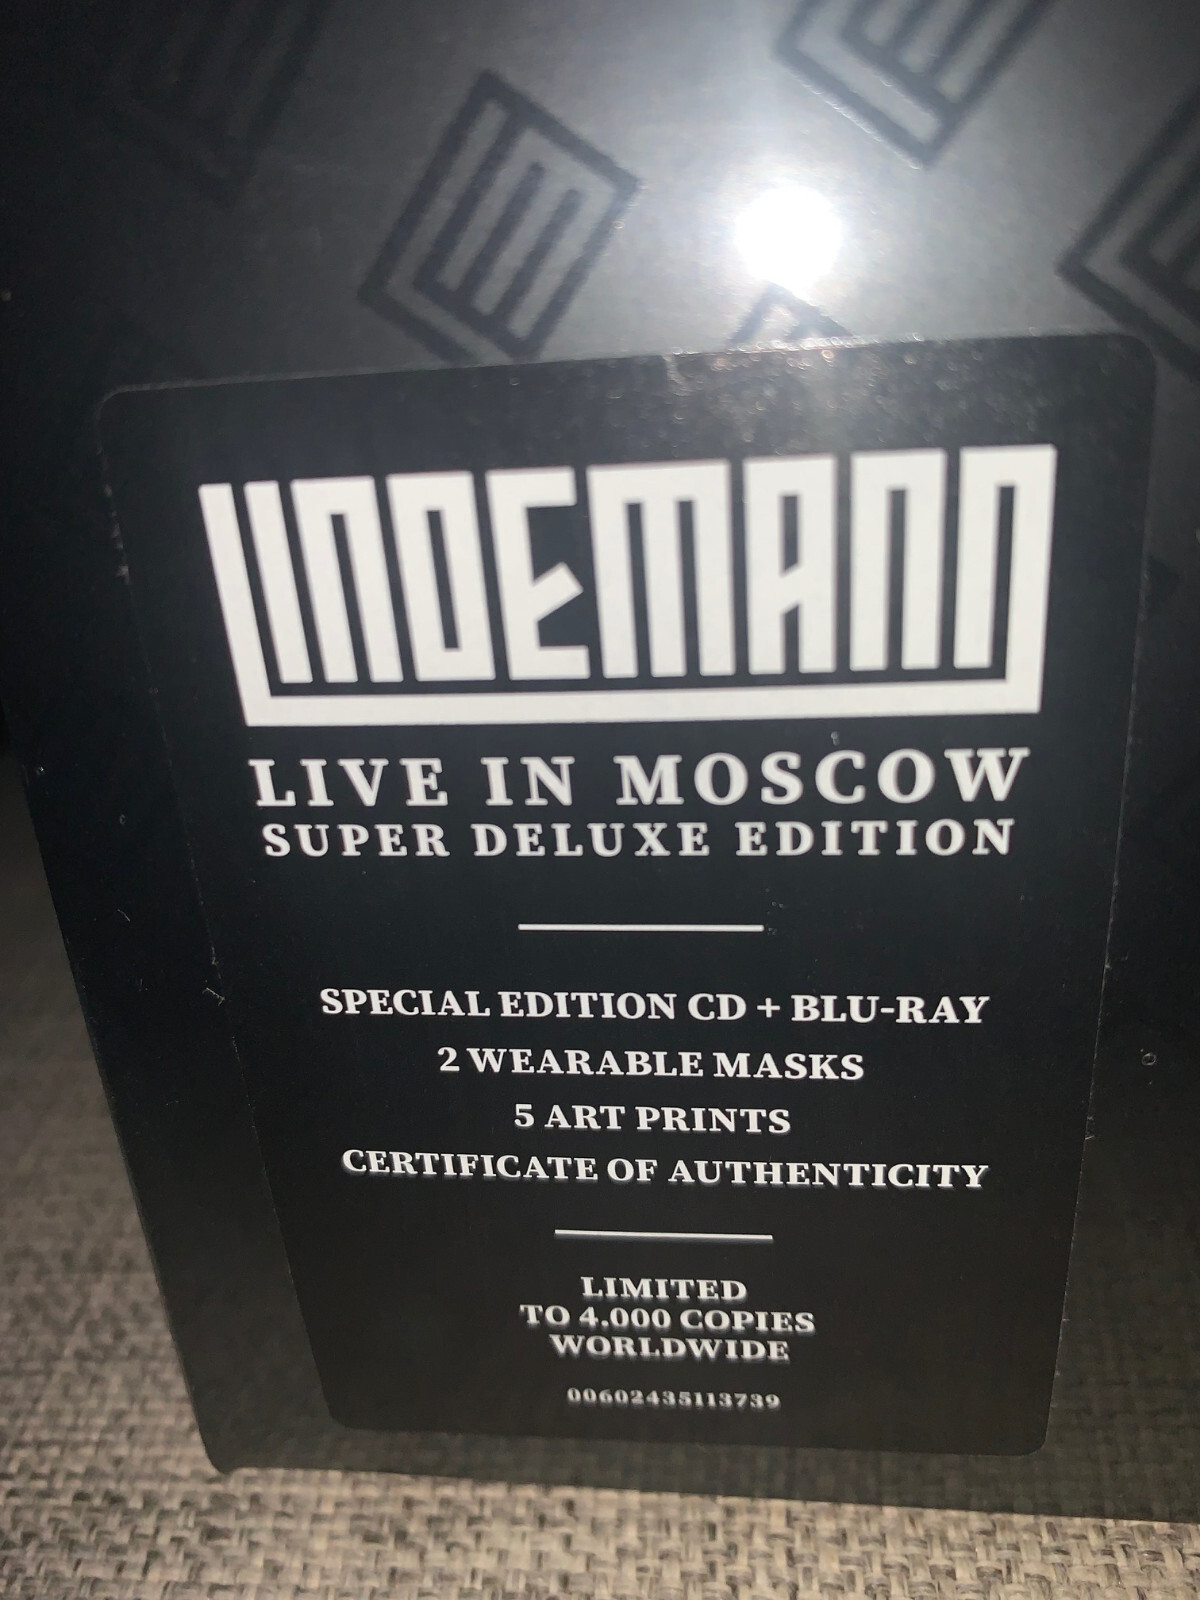 LINDEMANN
LIVE IN MOSCOW
SUPER DELUXE EDITION
SPECIAL EDITION CD + BLU-RAY
2 WEARABLE MASKS
5 ART PRINTS
CERTIFICATE OF AUTHENTICITY
LIMITED
TO 4.000 COPIES
WORLDWIDE
00602435113739